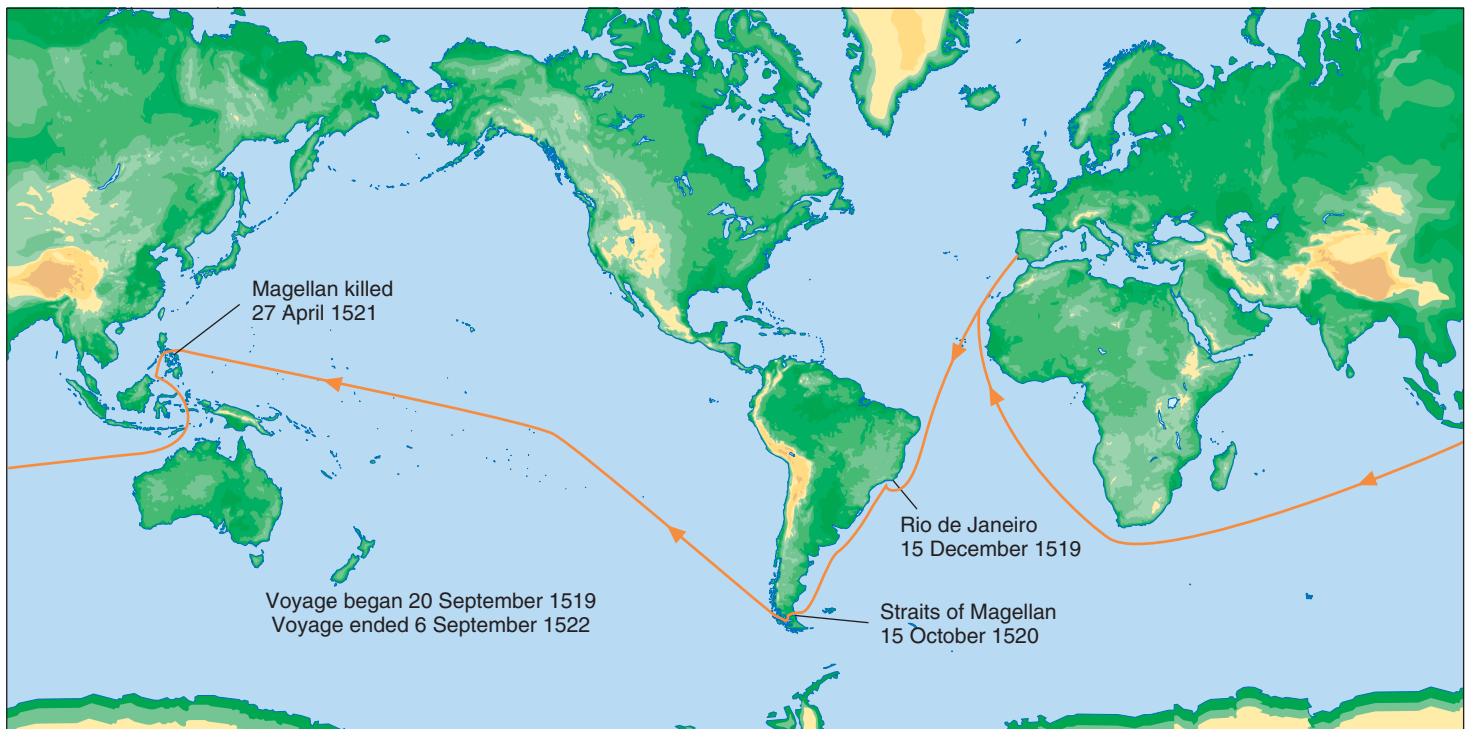 Magellan killed
27 April 1521
Rio de Janeiro
15 December 1519
Voyage began 20 September 1519
Voyage ended 6 September 1522
Straits of Magellan
15 October 1520